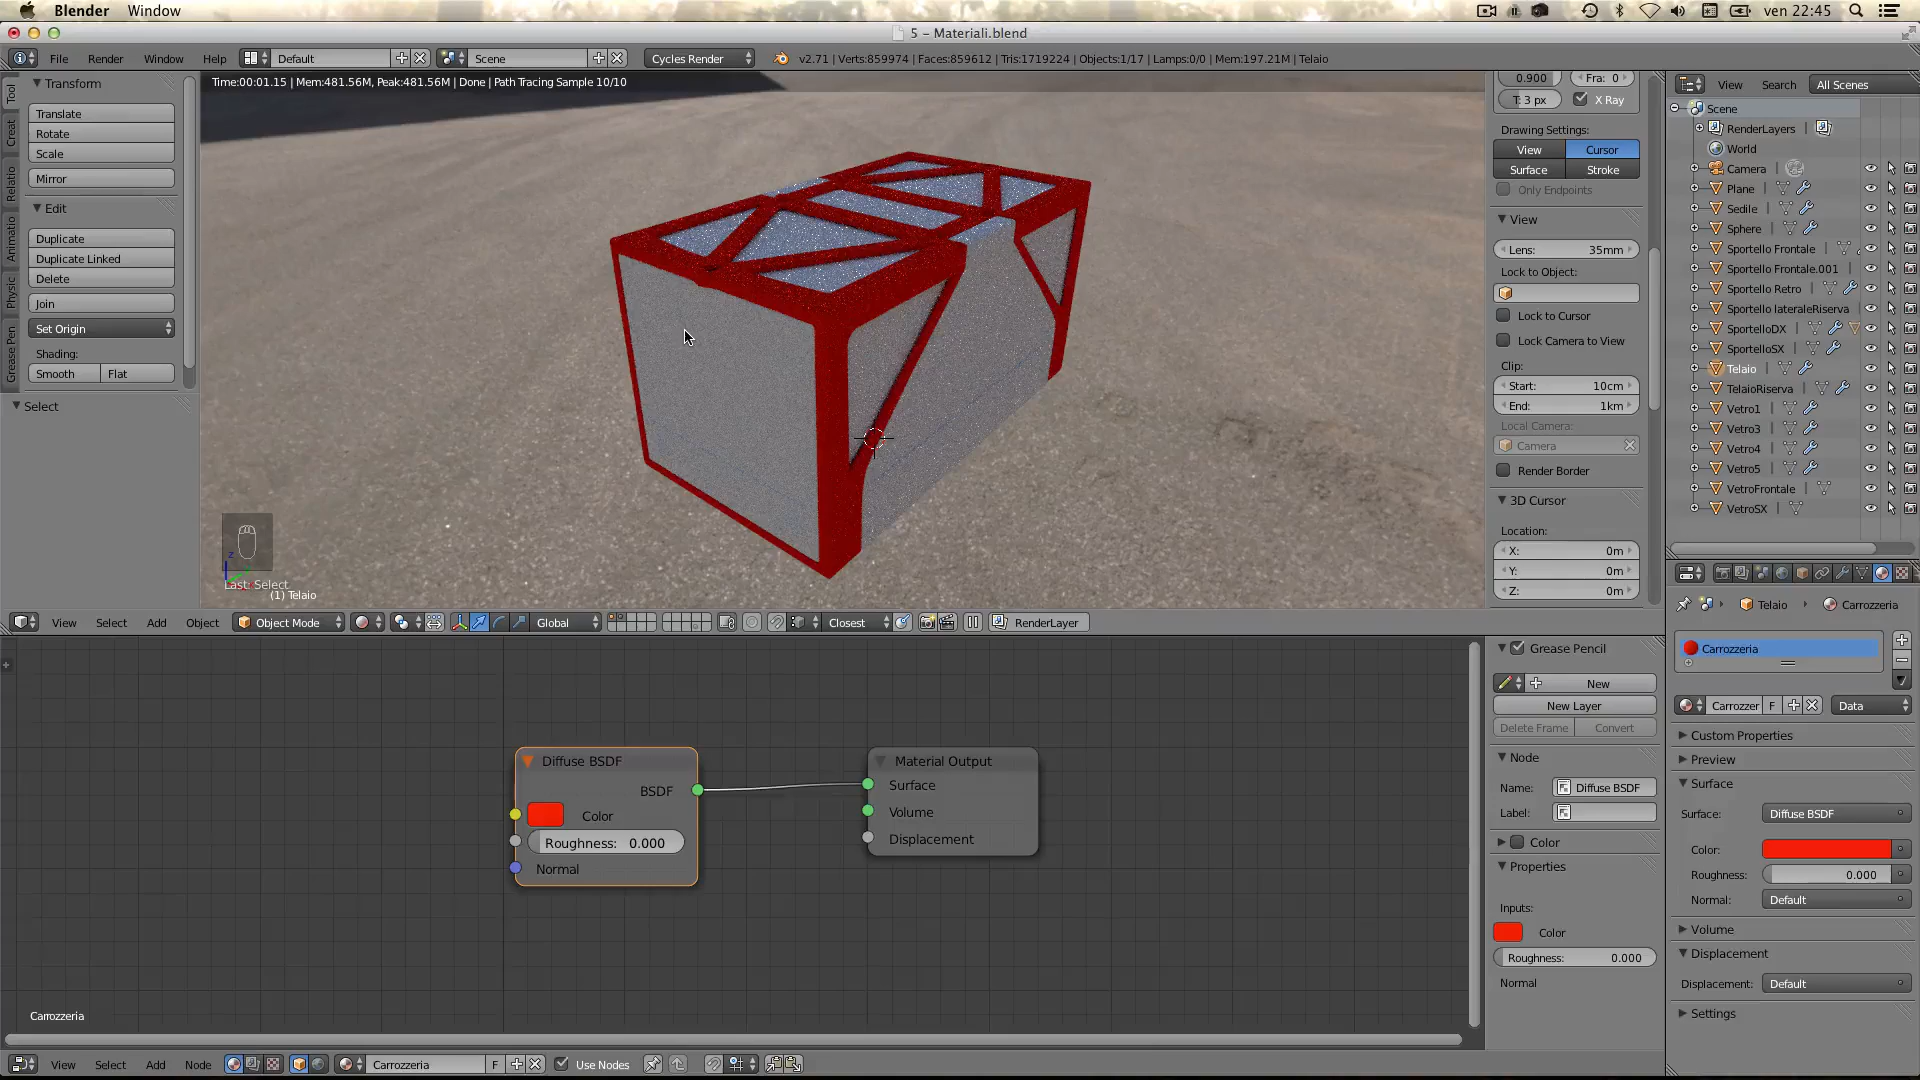 Blender Window ven 22:45
5 - Materiali.blend
File Render Window Help Default Scene Cycles Render v2.71 | Verts:859974 | Faces:859612 | Tris:1719224 | Objects:1/17 | Lamps:0/0 | Mem:197.21M | Telaio
Time:00:01.15 | Mem:481.56M, Peak:481.56M | Done | Path Tracing Sample 10/10
Tool
Creat
Relatio
Animatio
Physic
Grease Pen
Transform
Translate
Rotate
Scale
Mirror
Edit
Duplicate
Duplicate Linked
Delete
Join
Set Origin
Shading:
Smooth Flat
Select
z
Last: Select
(1) Telaio
0.900 Fra: 0
T: 3 px X Ray
Drawing Settings:
View Cursor
Surface Stroke
Only Endpoints
View
Lens: 35mm
Lock to Object:
Lock to Cursor
Lock Camera to View
Clip:
Start: 10cm
End: 1km
Local Camera:
Camera
Render Border
3D Cursor
Location:
X: 0m
Y: 0m
Z: 0m
View Search All Scenes
Scene
RenderLayers
World
Camera
Plane
Sedile
Sphere
Sportello Frontale
Sportello Frontale.001
Sportello Retro
Sportello lateraleRiserva
SportelloDX
SportelloSX
Telaio
TelaioRiserva
Vetro1
Vetro3
Vetro4
Vetro5
VetroFrontale
VetroSX
View Select Add Object Object Mode Global Closest RenderLayer
Diffuse BSDF
BSDF
Color
Roughness: 0.000
Normal
Material Output
Surface
Volume
Displacement
Carrozzeria
Grease Pencil
New
New Layer
Delete Frame Convert
Node
Name: Diffuse BSDF
Label:
Color
Properties
Inputs:
Color
Roughness: 0.000
Normal
Telaio Carrozzeria
Carrozzeria
Carrozzer F Data
Custom Properties
Preview
Surface
Surface: Diffuse BSDF
Color:
Roughness: 0.000
Normal: Default
Volume
Displacement
Displacement: Default
Settings
View Select Add Node Carrozzeria F Use Nodes